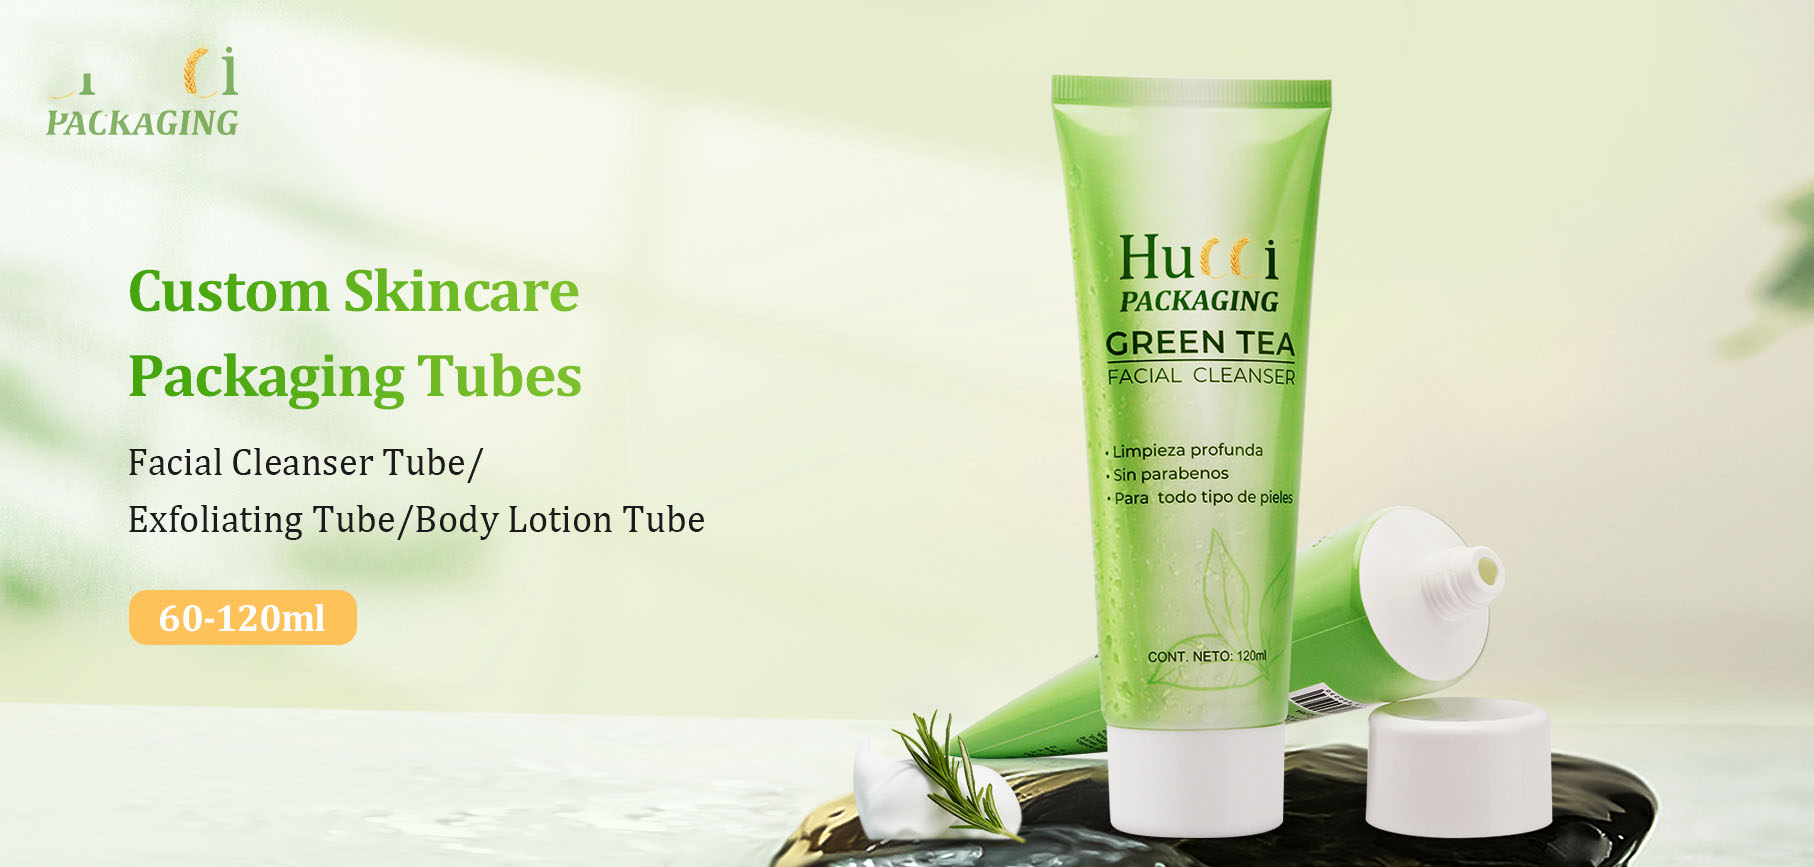 PACKAGING
Custom Skincare
Packaging Tubes
Facial Cleanser Tube/
Exfoliating Tube/Body Lotion Tube
60-120ml
Hucci
PACKAGING
GREEN TEA
FACIAL CLEANSER
• Limpieza profunda
• Sin parabenos
• Para todo tipo de pieles
CONT. NETO: 120ml